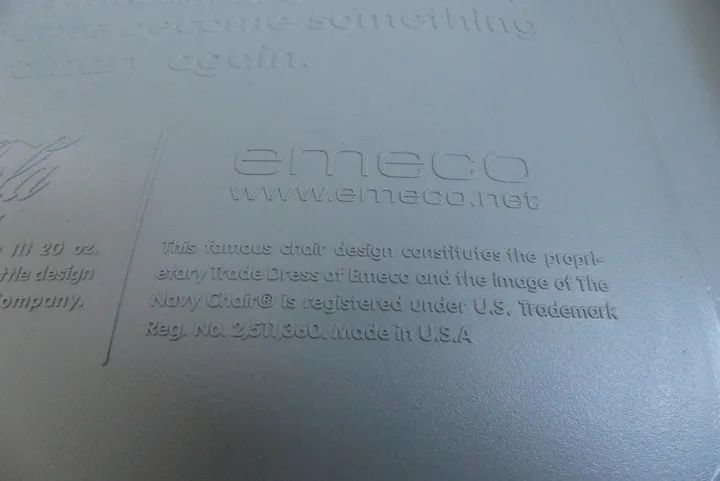 become something
again.
emeco
www.emeco.net
111 20 oz.
design
ompany.
This famous chair design constitutes the propri-
etary Trade Dress of Emeco and the image of The
Navy Chair® is registered under U.S. Trademark
Reg. No. 2,511,360. Made in U.S.A